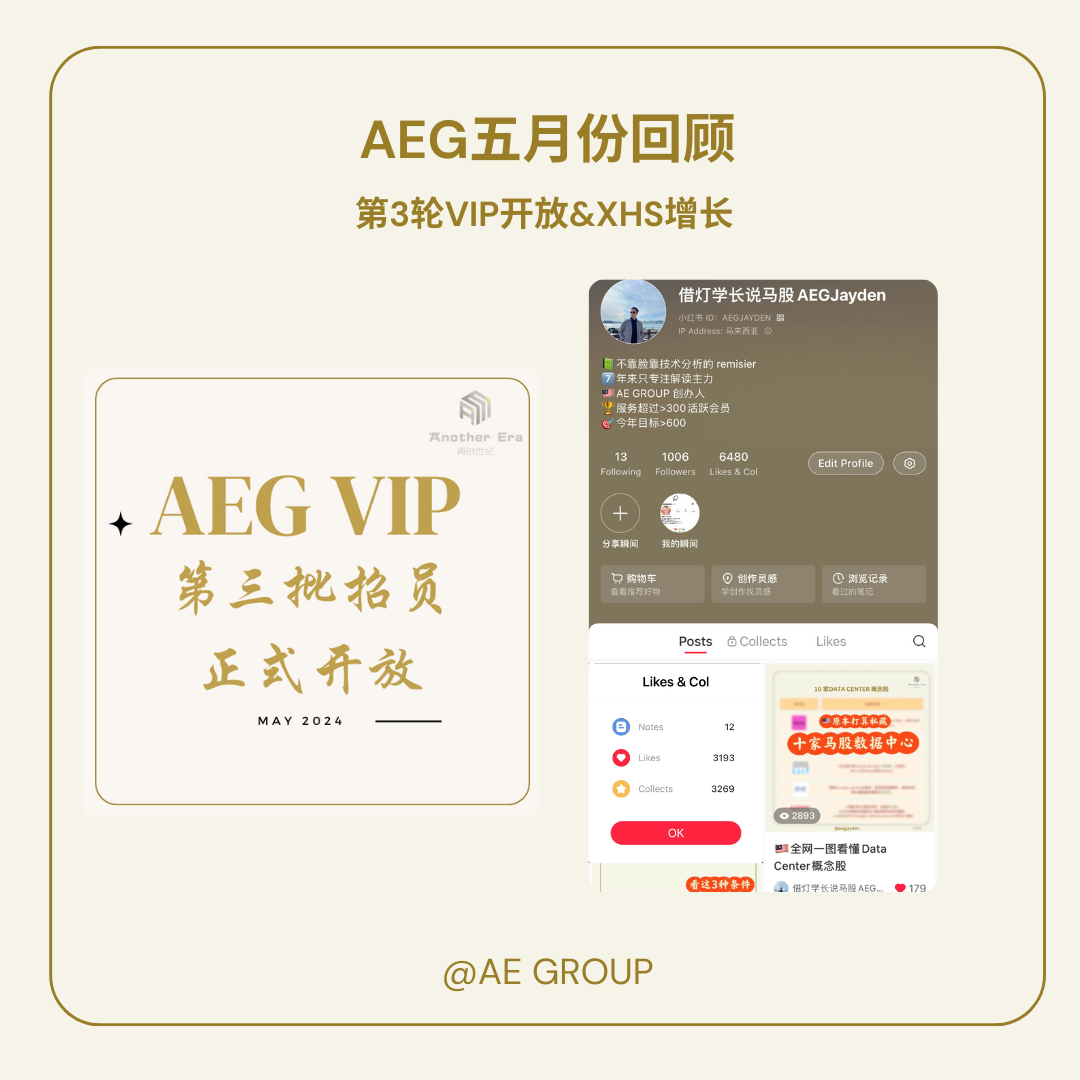 AEG五月份回顾
第3轮VIP开放&XHS增长
Another Era
再创世纪
AEG VIP
第三批招员
正式开放
MAY 2024
借灯学长说马股 AEGJayden
小红书 ID：AEGJAYDEN
IP Address: 马来西亚
不靠脸靠技术分析的 remisier
7 年来只专注解读主力
AE GROUP 创办人
服务超过>300活跃会员
今年目标>600
13 1006 6480
Following Followers Likes & Col
Edit Profile
分享瞬间 我的瞬间
购物车 创作灵感 浏览记录
查看推荐好物 学创作找灵感 看过的笔记
Posts Collects Likes
Likes & Col
Notes 12
Likes 3193
Collects 3269
OK
看这3种条件
10 家DATA CENTER 概念股
原本打算私藏
十家马股数据中心
2893
@aegjayden
全网一图看懂Data
Center概念股
借灯学长说马股AEG... 179
@AE GROUP